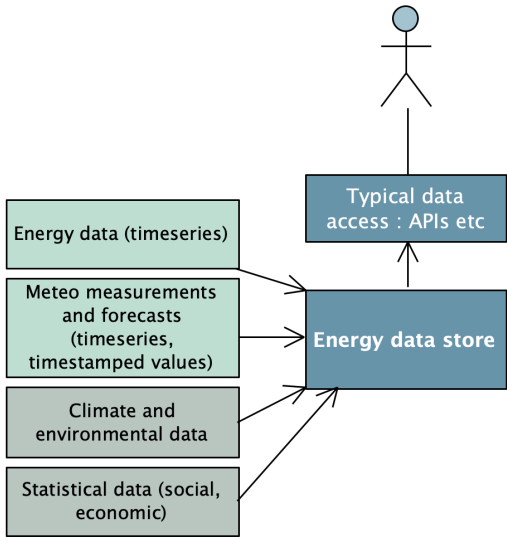 Typical data
access : APIs etc
Energy data (timeseries)
Meteo measurements
and forecasts
(timeseries,
timestamped values)
Energy data store
Climate and
environmental data
Statistical data (social,
economic)